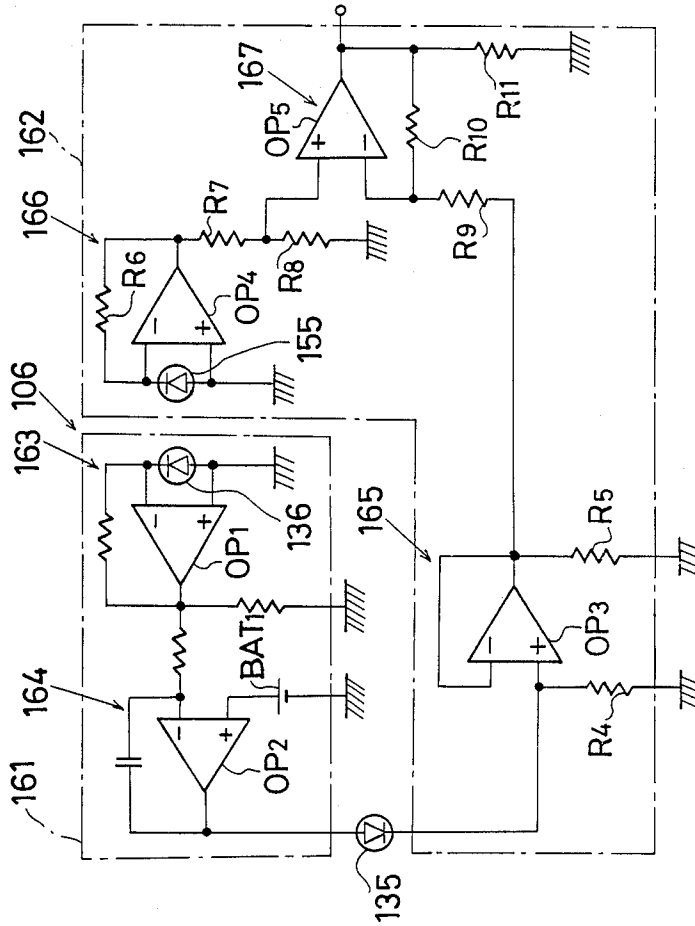 162
166
167
OP5
+
−
R6
R7
R8
OP4
−
+
155
R10
R11
R9
106
163
−
+
OP1
136
165
R5
−
+
OP3
R4
161
164
−
+
OP2
BAT1
135